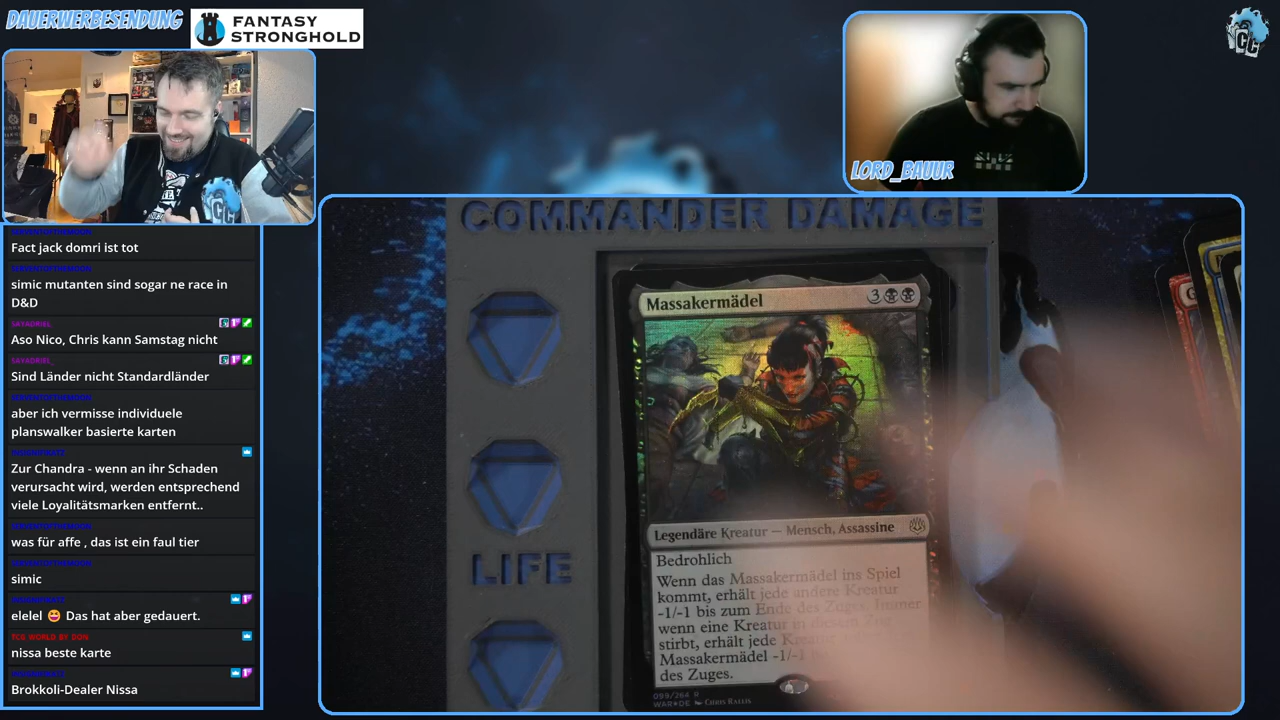 DAUERWERBESENDUNG
FANTASY
STRONGHOLD
LORD_BAUUR
CC
Fact jack domri ist tot
simic mutanten sind sogar ne race in
D&D
Aso Nico, Chris kann Samstag nicht
Sind Länder nicht Standardländer
aber ich vermisse individuele
planswalker basierte karten
Zur Chandra - wenn an ihr Schaden
verursacht wird, werden entsprechend
viele Loyalitätsmarken entfernt..
was für affe , das ist ein faul tier
simic
elelel 😄 Das hat aber gedauert.
TCG WORLD BY DON
nissa beste karte
Brokkoli-Dealer Nissa
COMMANDER DAMAGE
LIFE
Massakermädel
3
Legendäre Kreatur — Mensch, Assassine
Bedrohlich
Wenn das Massakermädel ins Spiel
kommt, erhält jede andere Kreatur
-1/-1 bis zum Ende des Zuges. Immer
wenn eine Kreatur in diesem Zug
stirbt, erhält jede
Massakermädel -1/-1
des Zuges.
099/264 R
WAR•DE CHRIS RALLIS